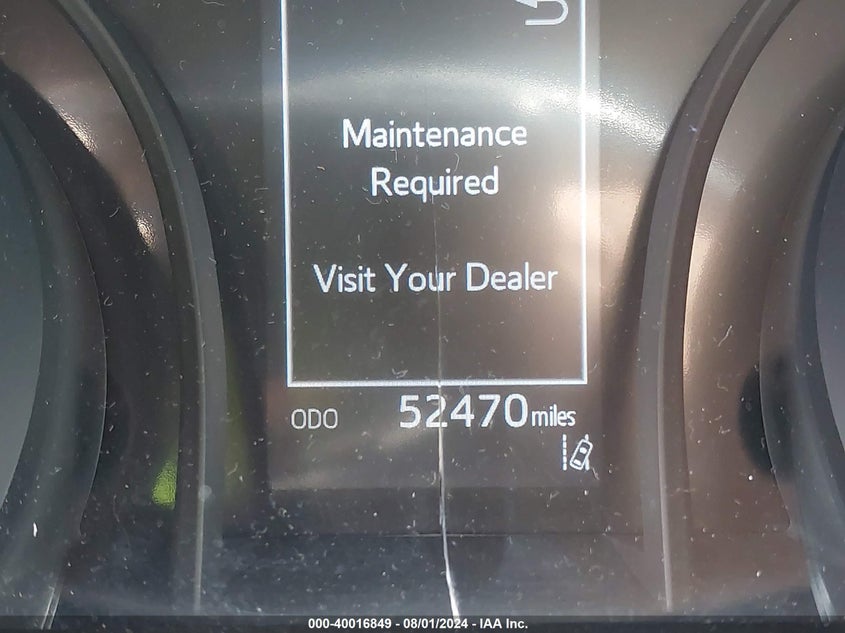 Maintenance
Required
Visit Your Dealer
ODO 52470 miles
000-40016849 - 08/01/2024 - IAA Inc.